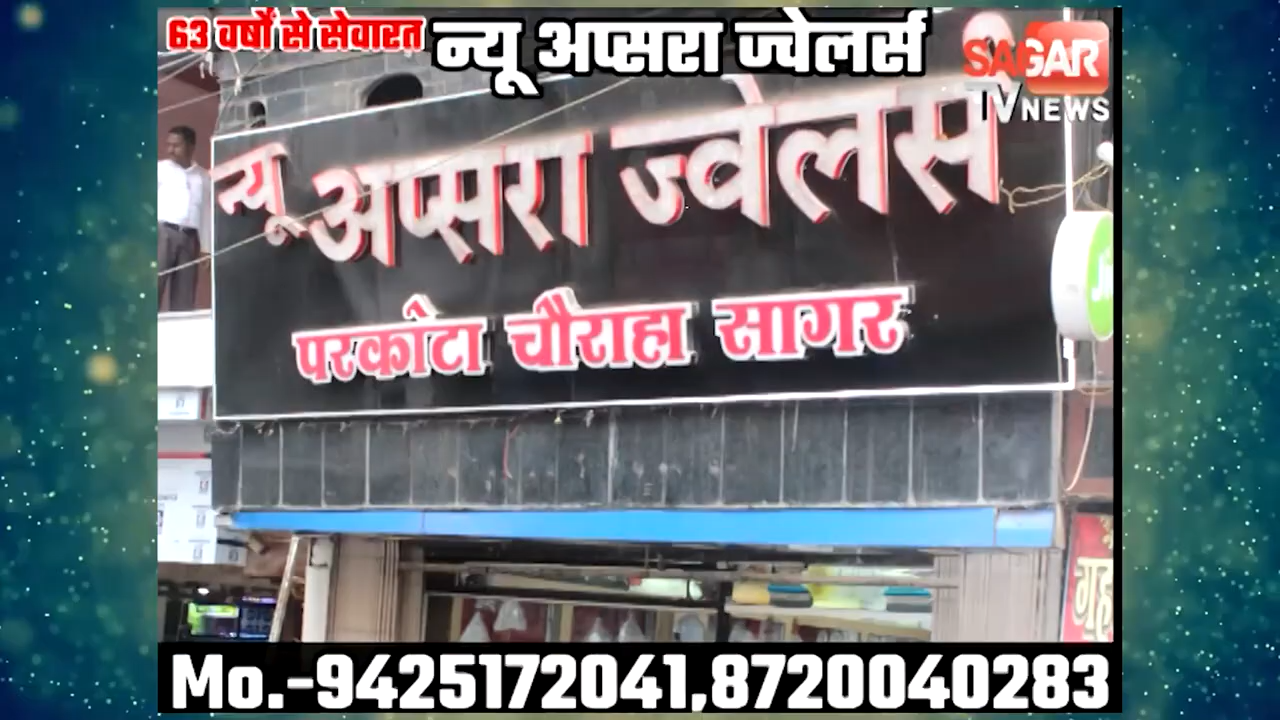 63 वर्षों से सेवारत न्यू अप्सरा ज्वेलर्स
SAGAR
TV NEWS
न्यू अप्सरा ज्वेलर्स
परकोटा चौराहा सागर
गृह
Mo.-9425172041,8720040283